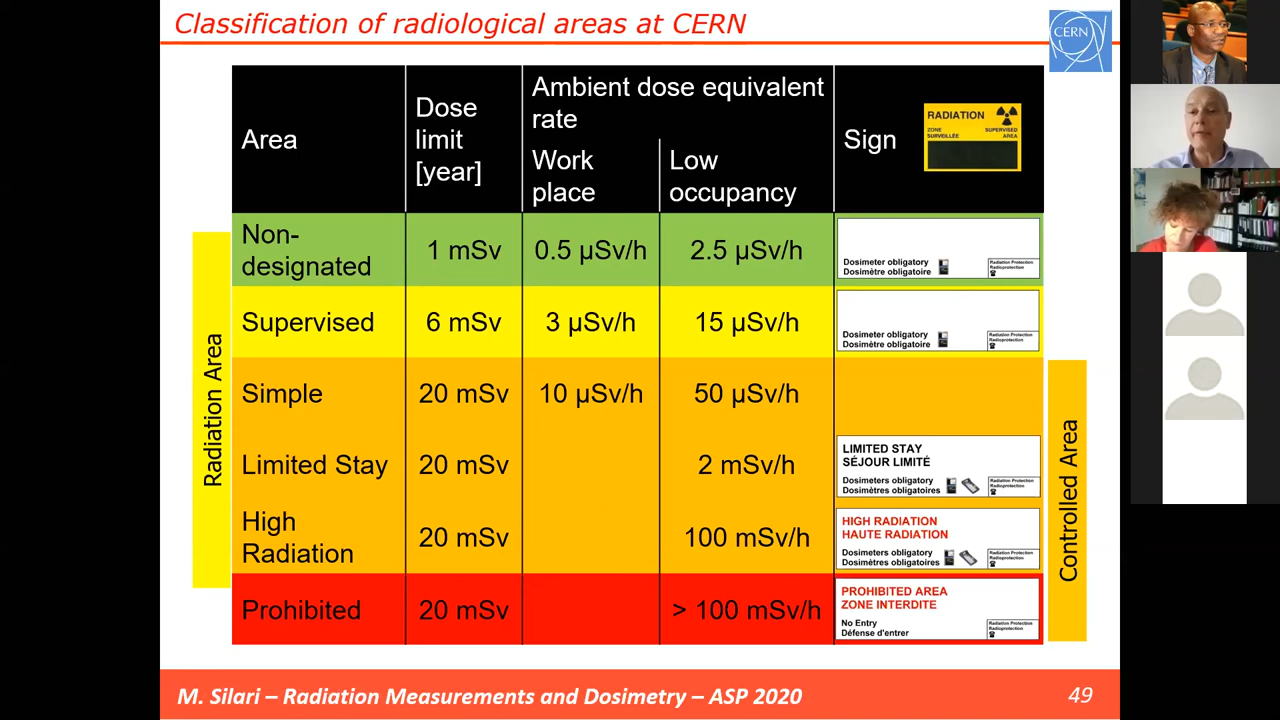 Classification of radiological areas at CERN
CERN
Area
Dose
limit
[year]
Ambient dose equivalent
rate
Work
place
Low
occupancy
Sign
RADIATION
ZONE
SURVEILLÉE
SUPERVISED
AREA
Radiation Area
Non-
designated
1 mSv
0.5 µSv/h
2.5 µSv/h
Dosimeter obligatory
Dosimètre obligatoire
Radiation Protection
Radioprotection
Supervised
6 mSv
3 µSv/h
15 µSv/h
Dosimeter obligatory
Dosimètre obligatoire
Radiation Protection
Radioprotection
Simple
20 mSv
10 µSv/h
50 µSv/h
Limited Stay
20 mSv
2 mSv/h
LIMITED STAY
SÉJOUR LIMITÉ
Dosimeters obligatory
Dosimètres obligatoires
Radiation Protection
Radioprotection
High
Radiation
20 mSv
100 mSv/h
HIGH RADIATION
HAUTE RADIATION
Dosimeters obligatory
Dosimètres obligatoires
Radiation Protection
Radioprotection
Prohibited
20 mSv
> 100 mSv/h
PROHIBITED AREA
ZONE INTERDITE
No Entry
Défense d'entrer
Radiation Protection
Radioprotection
Controlled Area
M. Silari – Radiation Measurements and Dosimetry – ASP 2020
49